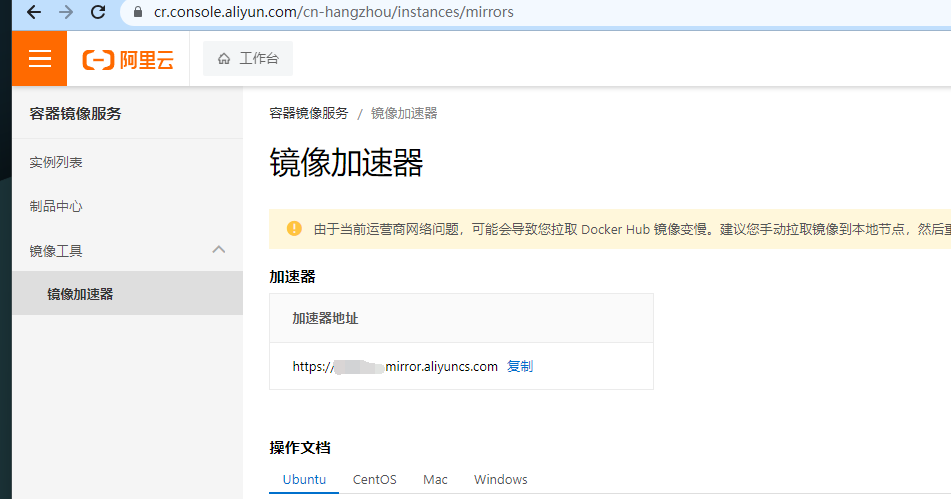 cr.console.aliyun.com/cn-hangzhou/instances/mirrors
阿里云 工作台
容器镜像服务
实例列表
制品中心
镜像工具
镜像加速器
容器镜像服务 / 镜像加速器
镜像加速器
由于当前运营商网络问题，可能会导致您拉取 Docker Hub 镜像变慢。建议您手动拉取镜像到本地节点，然后重
加速器
加速器地址
https:// mirror.aliyuncs.com 复制
操作文档
Ubuntu CentOS Mac Windows